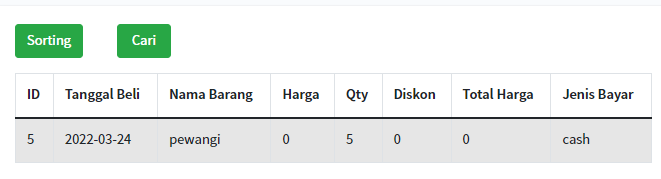 Sorting Cari
ID Tanggal Beli Nama Barang Harga Qty Diskon Total Harga Jenis Bayar
5 2022-03-24 pewangi 0 5 0 0 cash